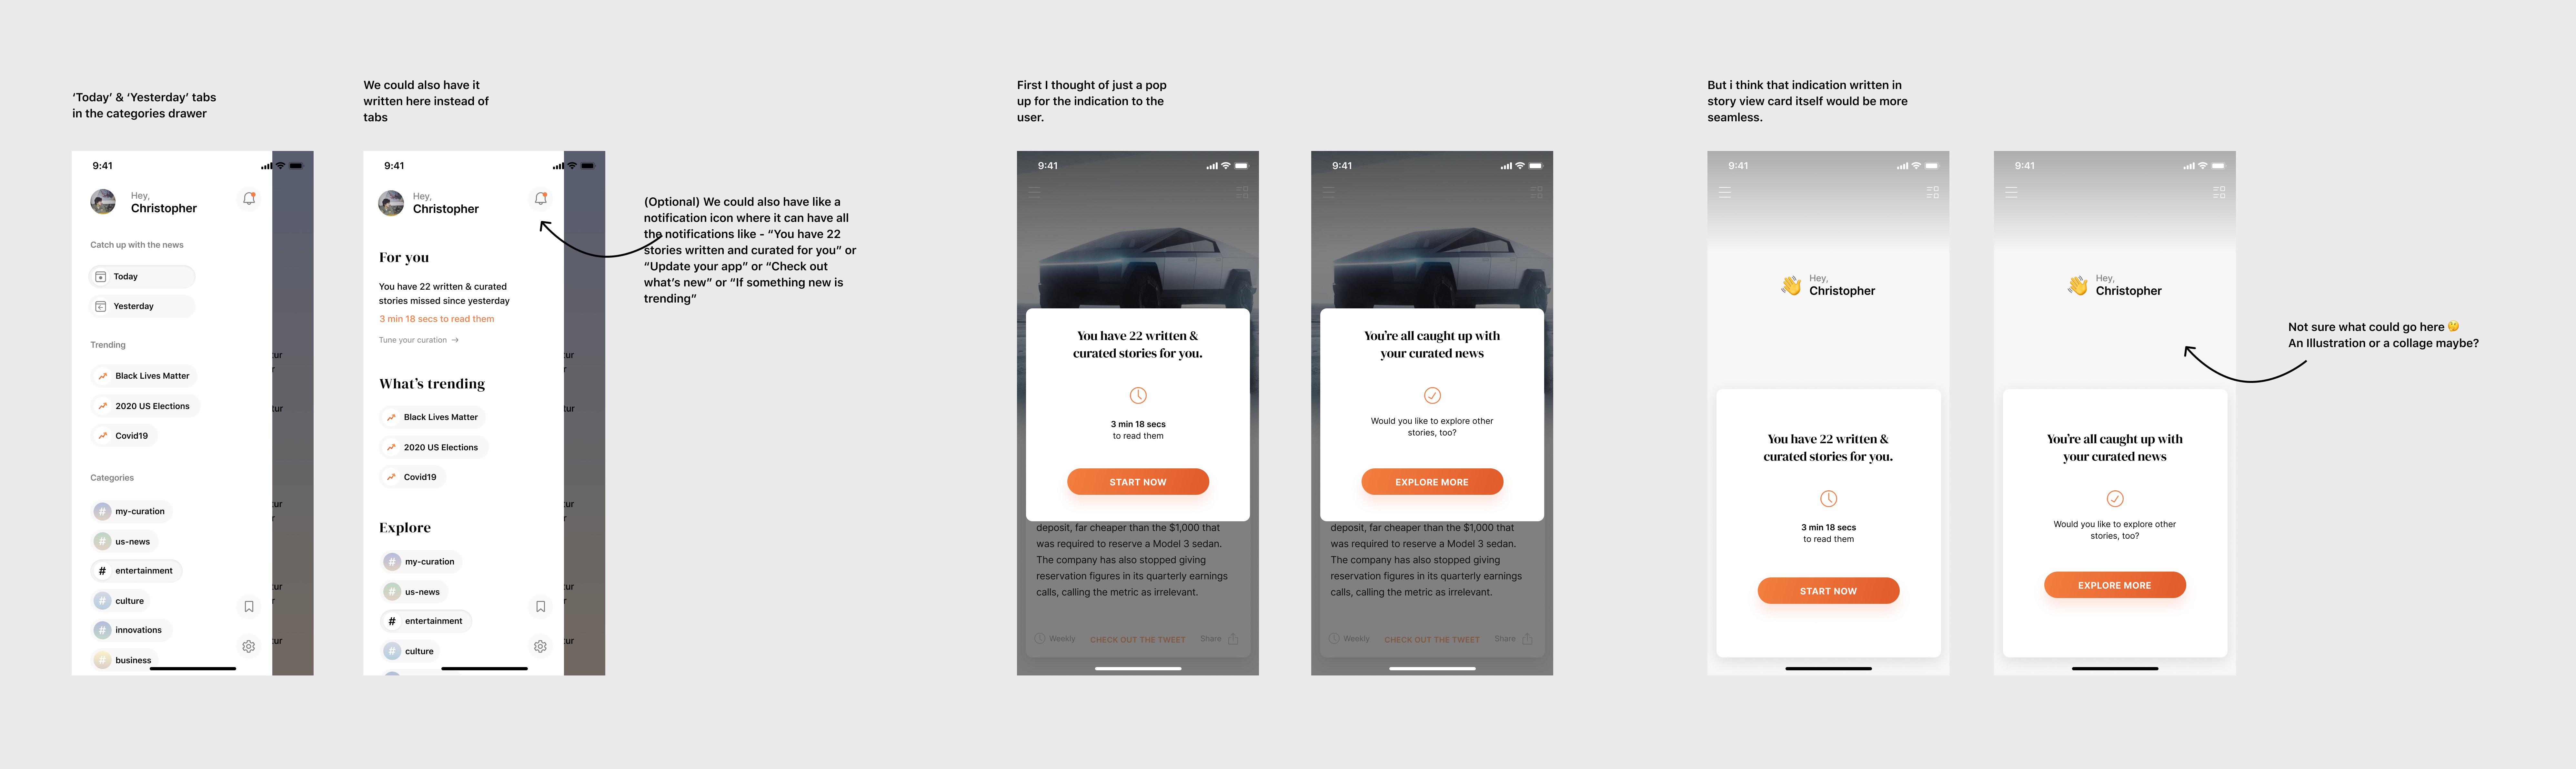 ‘Today’ & ‘Yesterday’ tabs
in the categories drawer
9:41
Hey,
Christopher
Catch up with the news
Today
Yesterday
Trending
Black Lives Matter
2020 US Elections
Covid19
Categories
# my-curation
# us-news
# entertainment
# culture
# innovations
# business
tur
r
tur
tur
r
tur
r
tur
We could also have it
written here instead of
tabs
9:41
Hey,
Christopher
For you
You have 22 written & curated
stories missed since yesterday
3 min 18 secs to read them
Tune your curation →
What’s trending
Black Lives Matter
2020 US Elections
Covid19
Explore
# my-curation
# us-news
# entertainment
# culture
tur
r
tur
tur
r
tur
r
tur
(Optional) We could also have like a
notification icon where it can have all
the notifications like - “You have 22
stories written and curated for you” or
“Update your app” or “Check out
what’s new” or “If something new is
trending”
First I thought of just a pop
up for the indication to the
user.
9:41
You have 22 written &
curated stories for you.
3 min 18 secs
to read them
START NOW
deposit, far cheaper than the $1,000 that
was required to reserve a Model 3 sedan.
The company has also stopped giving
reservation figures in its quarterly earnings
calls, calling the metric as irrelevant.
Weekly
CHECK OUT THE TWEET
Share
9:41
You’re all caught up with
your curated news
Would you like to explore other
stories, too?
EXPLORE MORE
deposit, far cheaper than the $1,000 that
was required to reserve a Model 3 sedan.
The company has also stopped giving
reservation figures in its quarterly earnings
calls, calling the metric as irrelevant.
Weekly
CHECK OUT THE TWEET
Share
But i think that indication written in
story view card itself would be more
seamless.
9:41
👋 Hey,
Christopher
You have 22 written &
curated stories for you.
3 min 18 secs
to read them
START NOW
9:41
👋 Hey,
Christopher
You’re all caught up with
your curated news
Would you like to explore other
stories, too?
EXPLORE MORE
Not sure what could go here 🤔
An Illustration or a collage maybe?